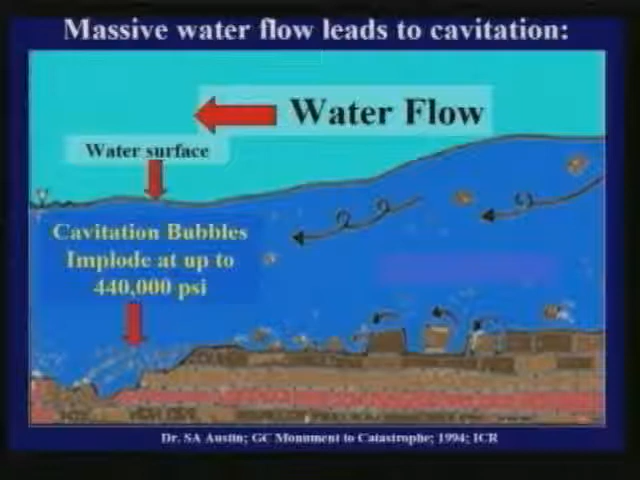 Massive water flow leads to cavitation:
Water Flow
Water surface
Cavitation Bubbles
Implode at up to
440,000 psi
Dr. SA Austin; GC Monument to Catastrophe; 1994; ICR